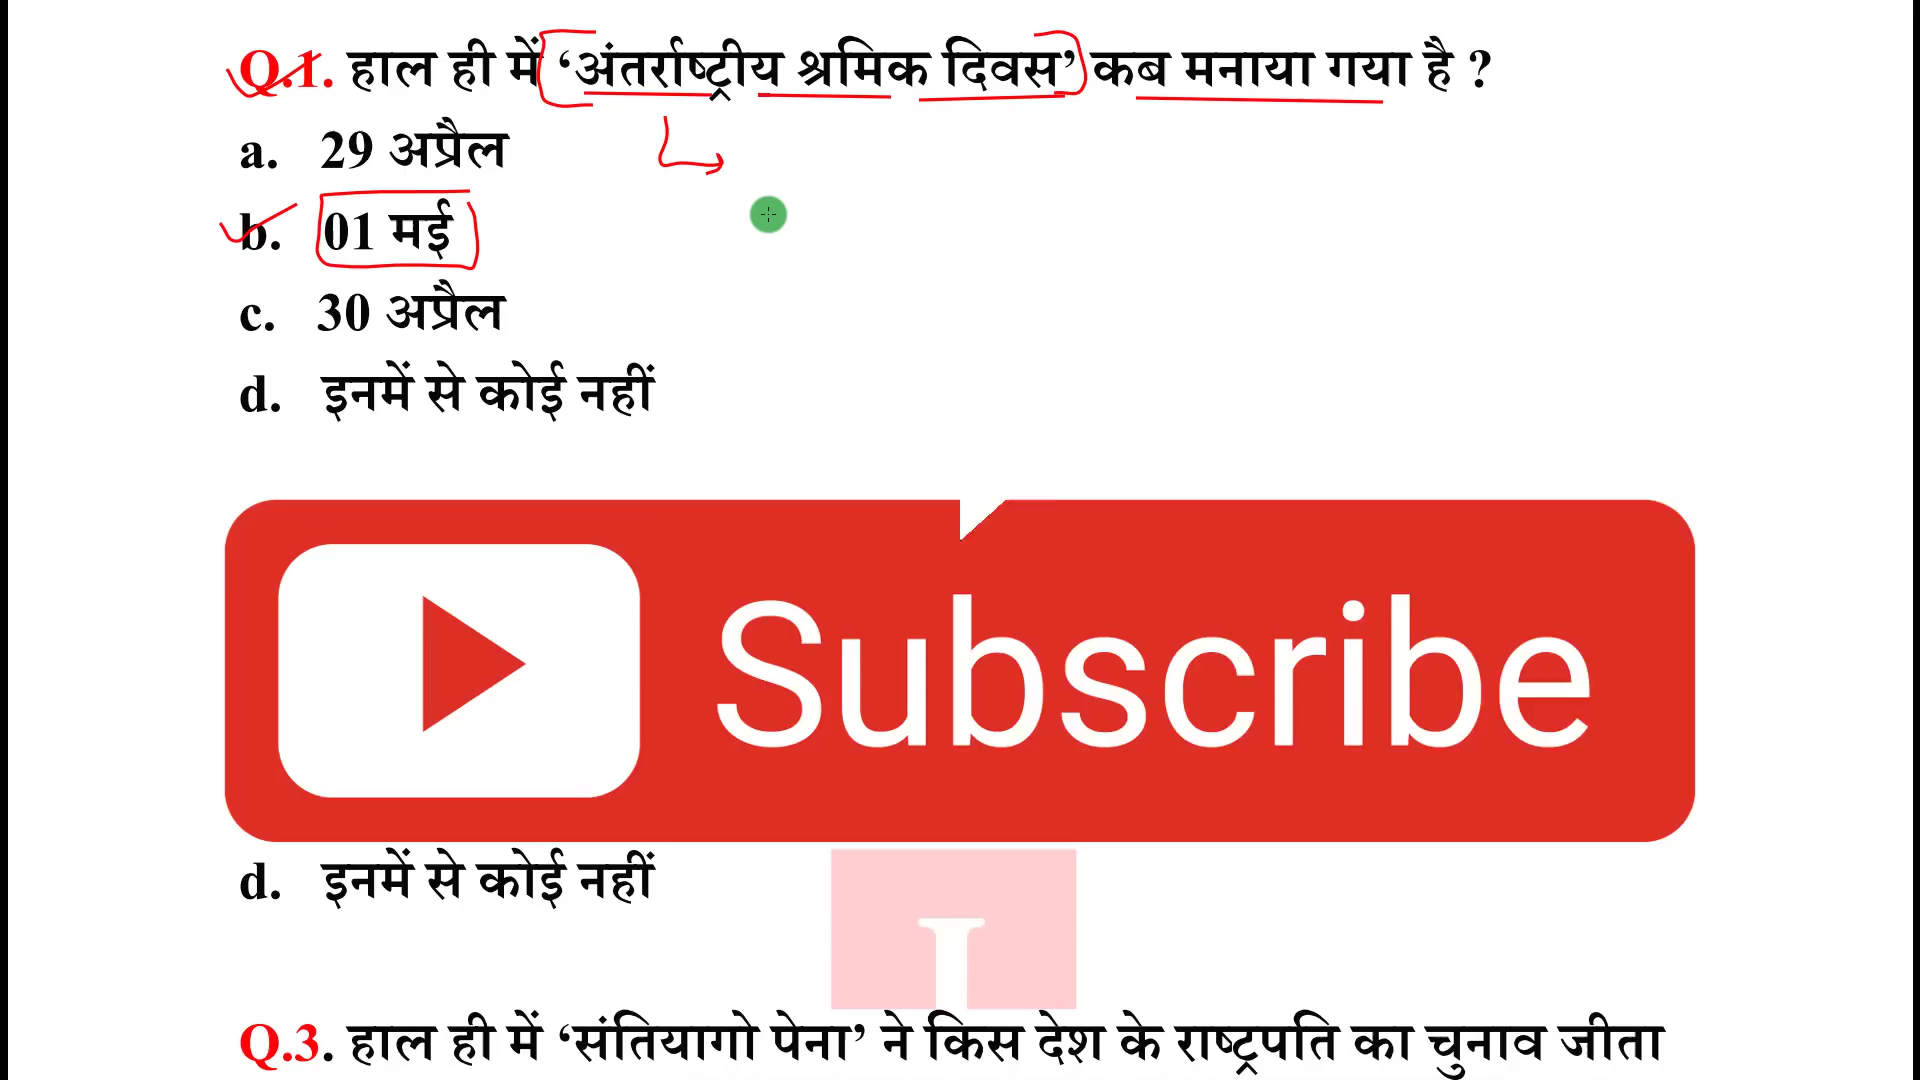 Q.1. हाल ही में ‘अंतर्राष्ट्रीय श्रमिक दिवस’ कब मनाया गया है ?
a. 29 अप्रैल
b. 01 मई
c. 30 अप्रैल
d. इनमें से कोई नहीं
Subscribe
d. इनमें से कोई नहीं
Q.3. हाल ही में ‘संतियागो पेना’ ने किस देश के राष्ट्रपति का चुनाव जीता